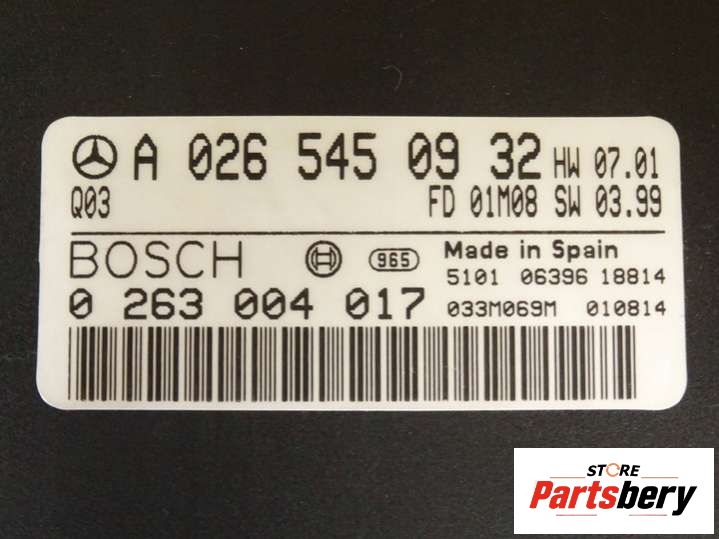 A 026 545 09 32 HW 07.01
Q03 FD 01M08 SW 03.99
BOSCH 965 Made in Spain
5101 06396 18814
0 263 004 017 033M069M 010814
STORE
Partsbery